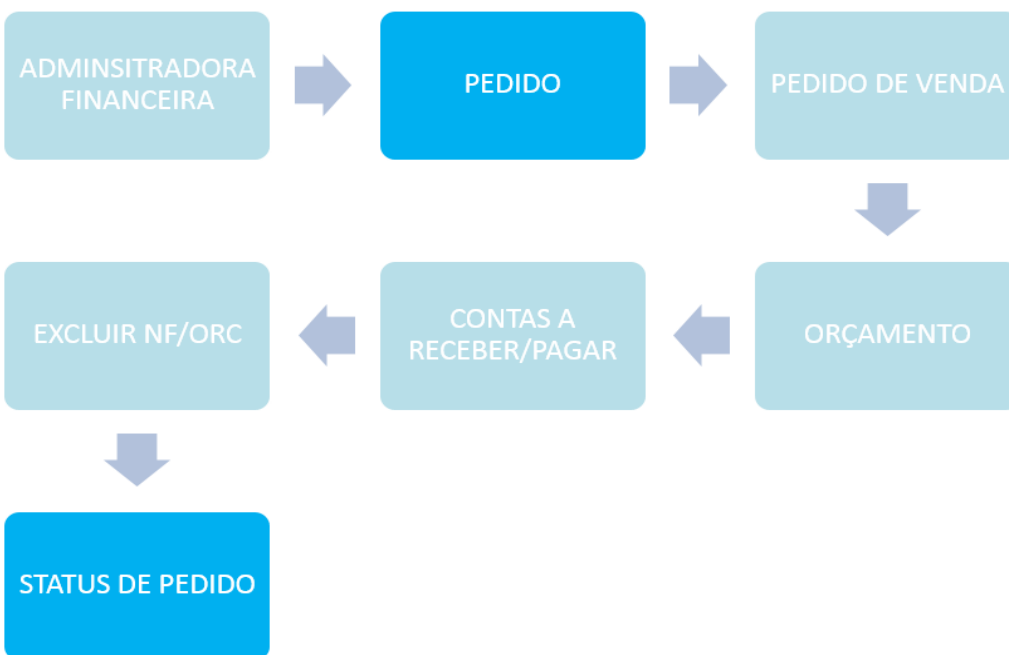 ADMINSITRADORA
FINANCEIRA
PEDIDO
PEDIDO DE VENDA
ORÇAMENTO
CONTAS A
RECEBER/PAGAR
EXCLUIR NF/ORC
STATUS DE PEDIDO